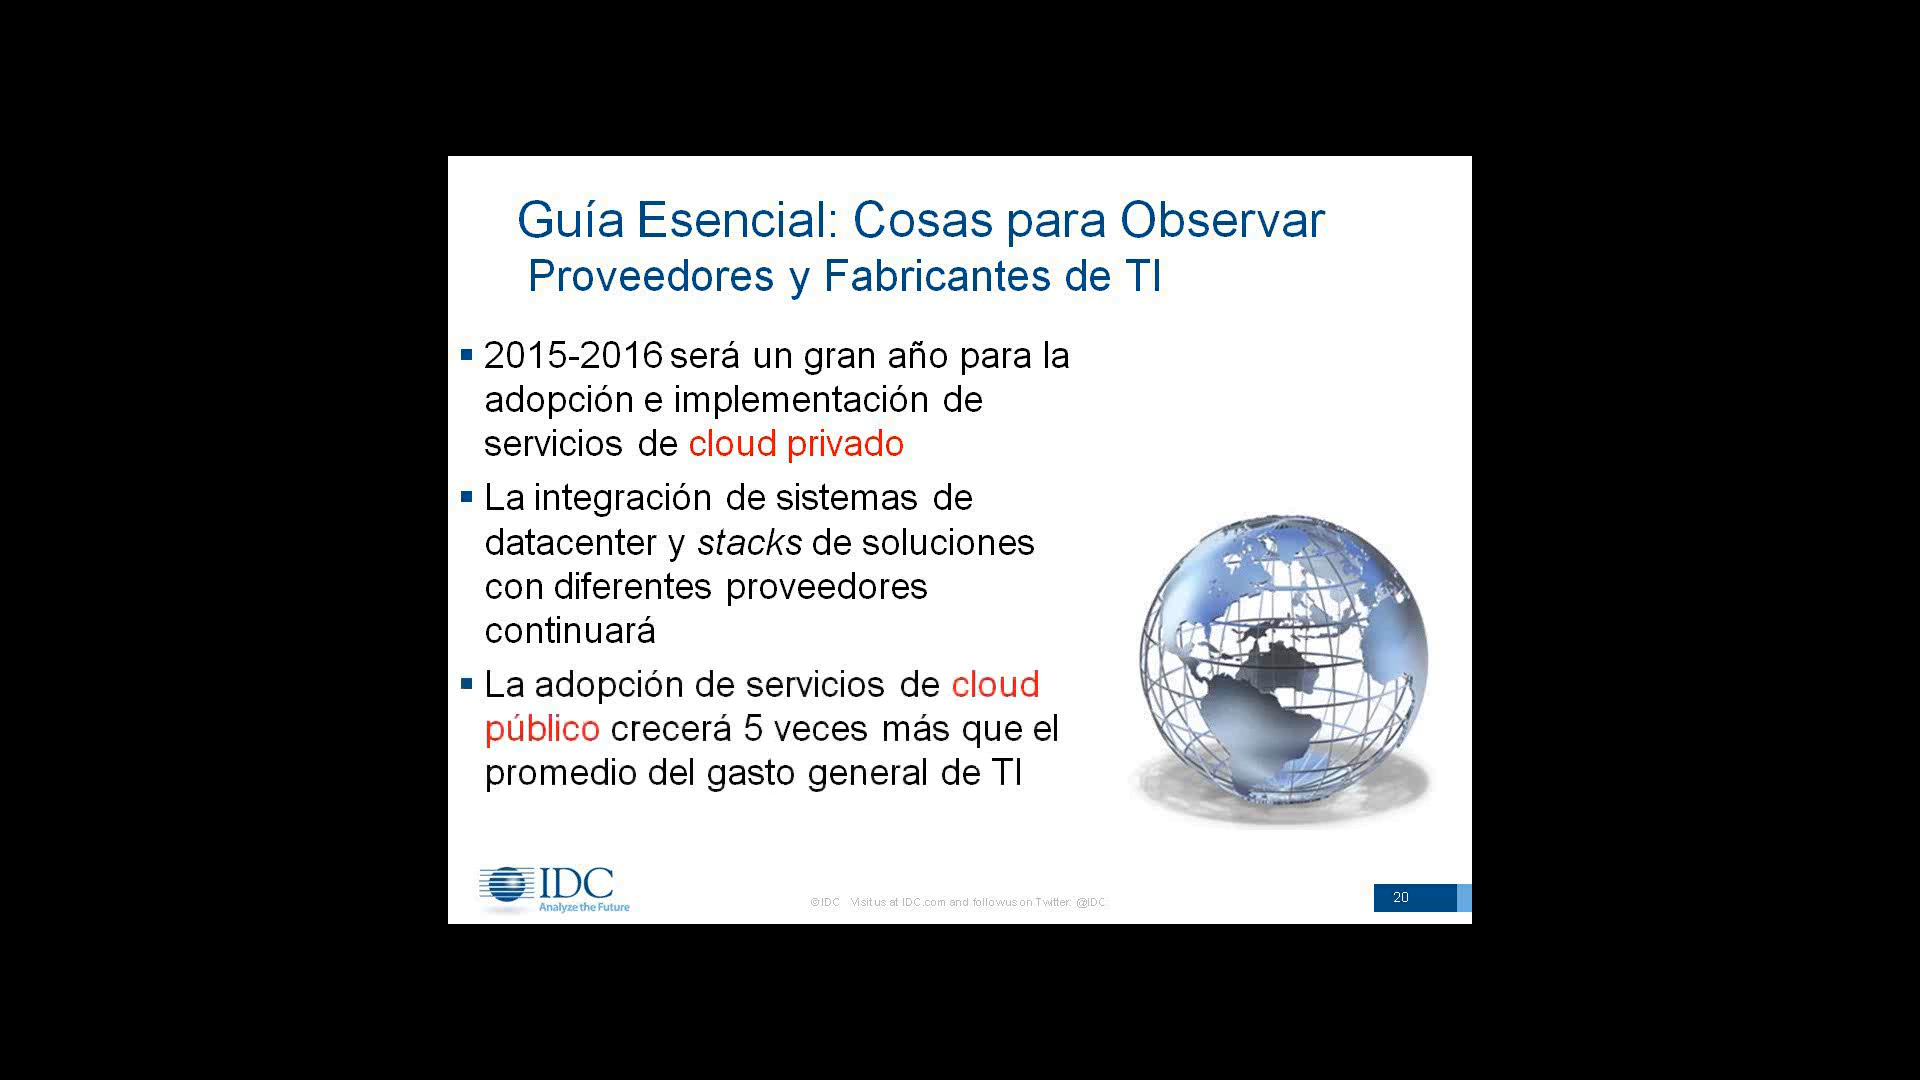 Guía Esencial: Cosas para Observar
Proveedores y Fabricantes de TI
2015-2016 será un gran año para la
adopción e implementación de
servicios de cloud privado
La integración de sistemas de
datacenter y stacks de soluciones
con diferentes proveedores
continuará
La adopción de servicios de cloud
público crecerá 5 veces más que el
promedio del gasto general de TI
IDC
Analyze the Future
© IDC Visit us at IDC.com and follow us on Twitter: @IDC
20